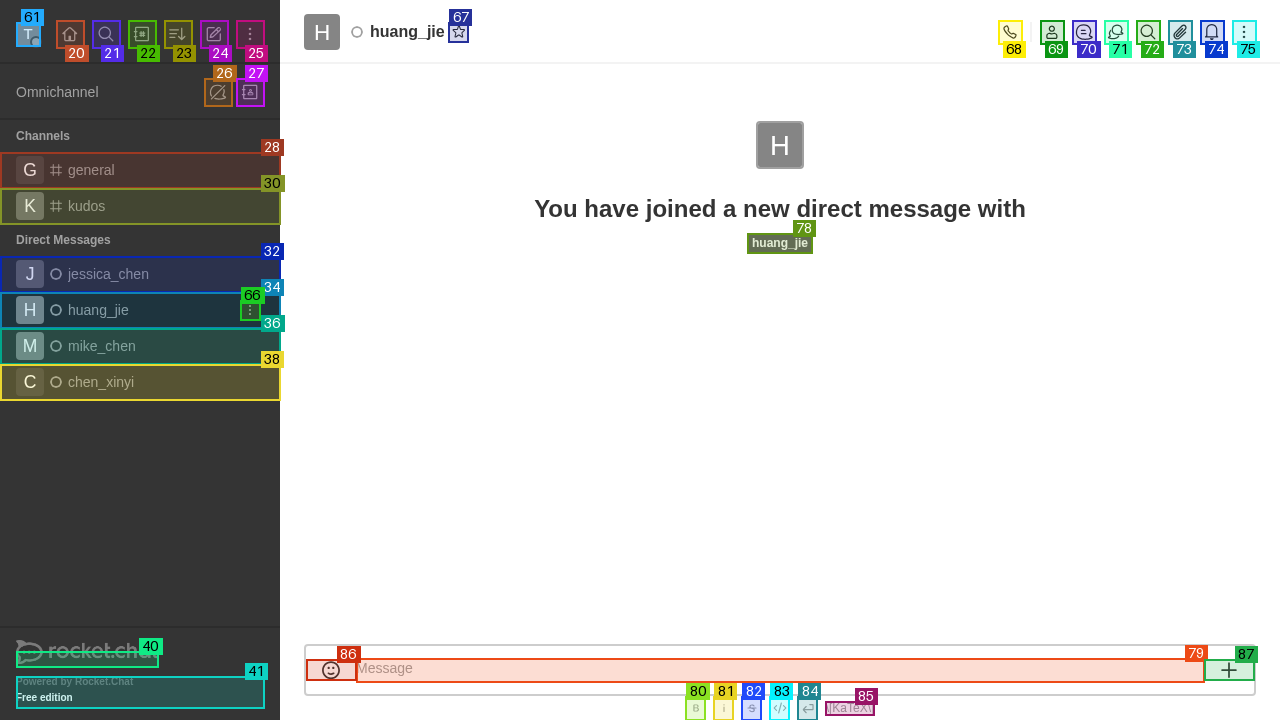 T
Omnichannel
Channels
G general
K kudos
Direct Messages
J jessica_chen
H huang_jie
M mike_chen
C chen_xinyi
rocket.chat
Powered by Rocket.Chat
Free edition
H huang_jie
H
You have joined a new direct message with
huang_jie
Message
B i S </> \[KaTeX\]
61
20
21
22
23
24
25
26
27
28
30
32
34
66
36
38
40
41
67
68
69
70
71
72
73
74
75
78
79
86
87
80
81
82
83
84
85